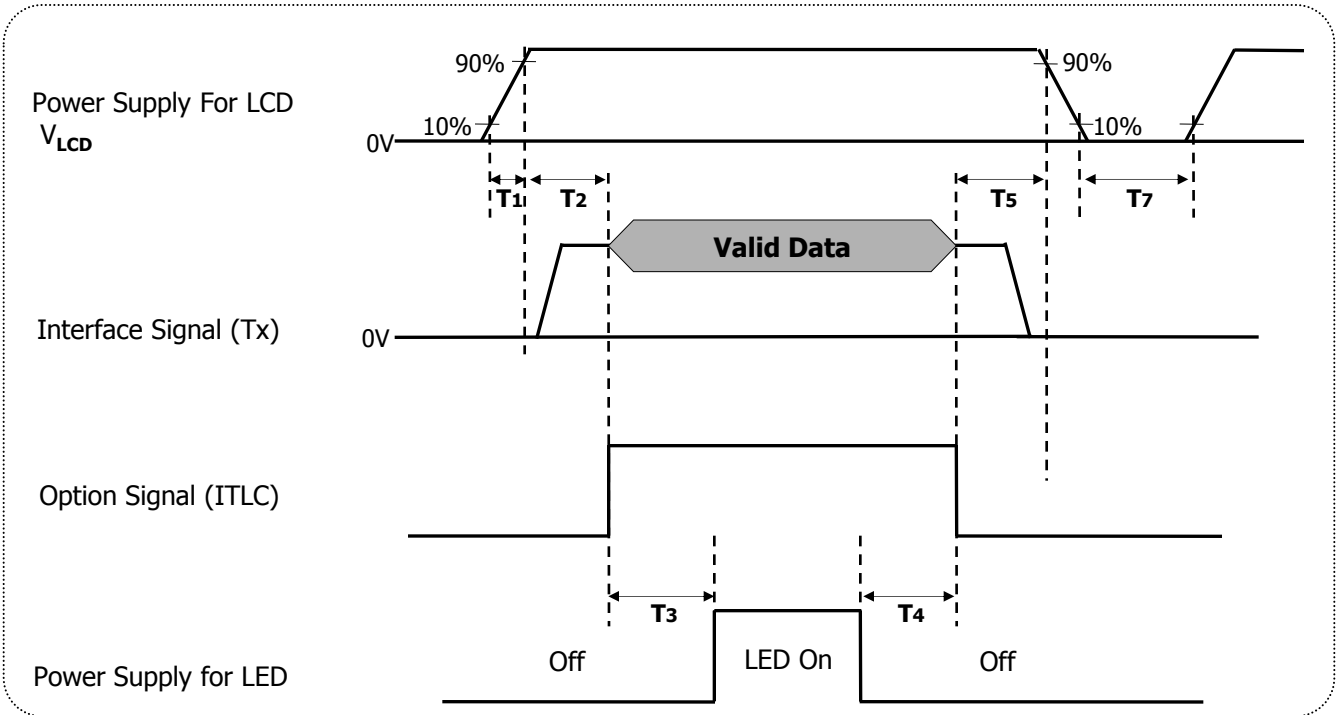 90%
90%
Power Supply For LCD
VLCD
10%
10%
0V
T1
T2
T5
T7
Valid Data
Interface Signal (Tx)
0V
Option Signal (ITLC)
T3
T4
Off
LED On
Off
Power Supply for LED